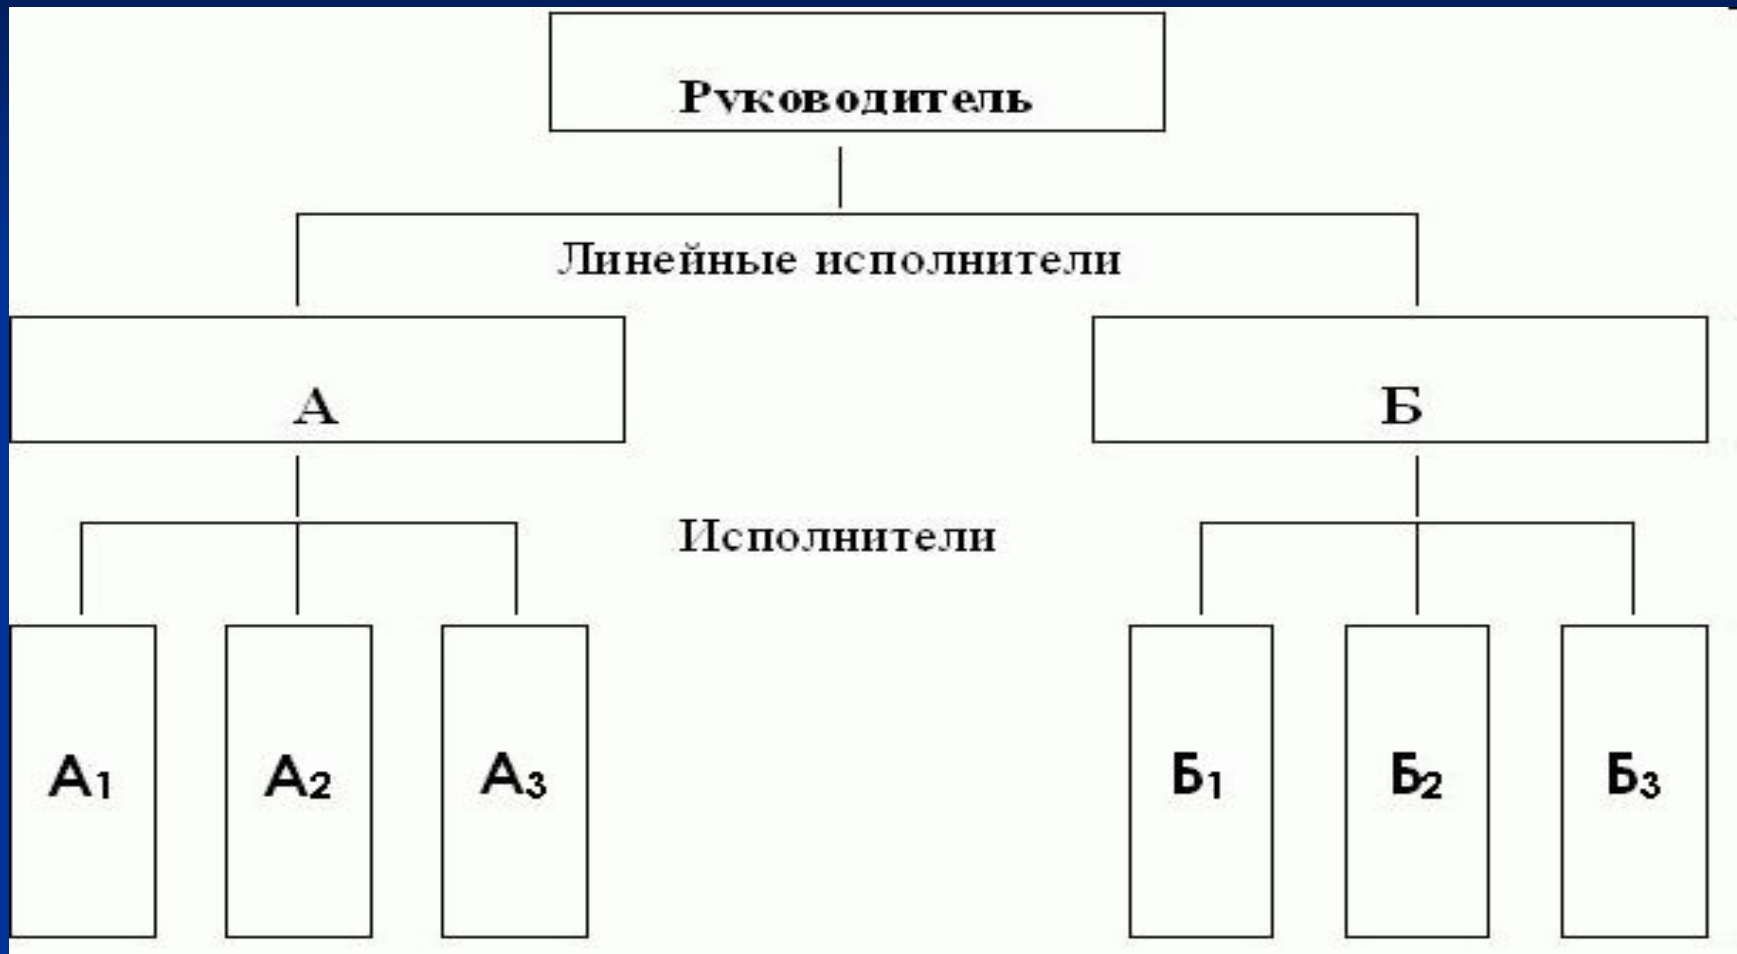 Руководитель
Линейные исполнители
А
Б
Исполнители
А1
А2
А3
Б1
Б2
Б3